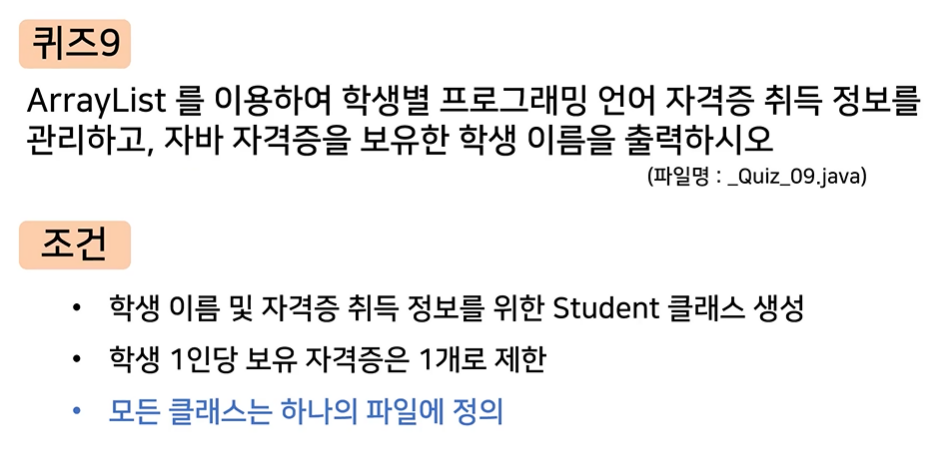 퀴즈9
ArrayList 를 이용하여 학생별 프로그래밍 언어 자격증 취득 정보를
관리하고, 자바 자격증을 보유한 학생 이름을 출력하시오
(파일명 : _Quiz_09.java)
조건
• 학생 이름 및 자격증 취득 정보를 위한 Student 클래스 생성
• 학생 1인당 보유 자격증은 1개로 제한
• 모든 클래스는 하나의 파일에 정의